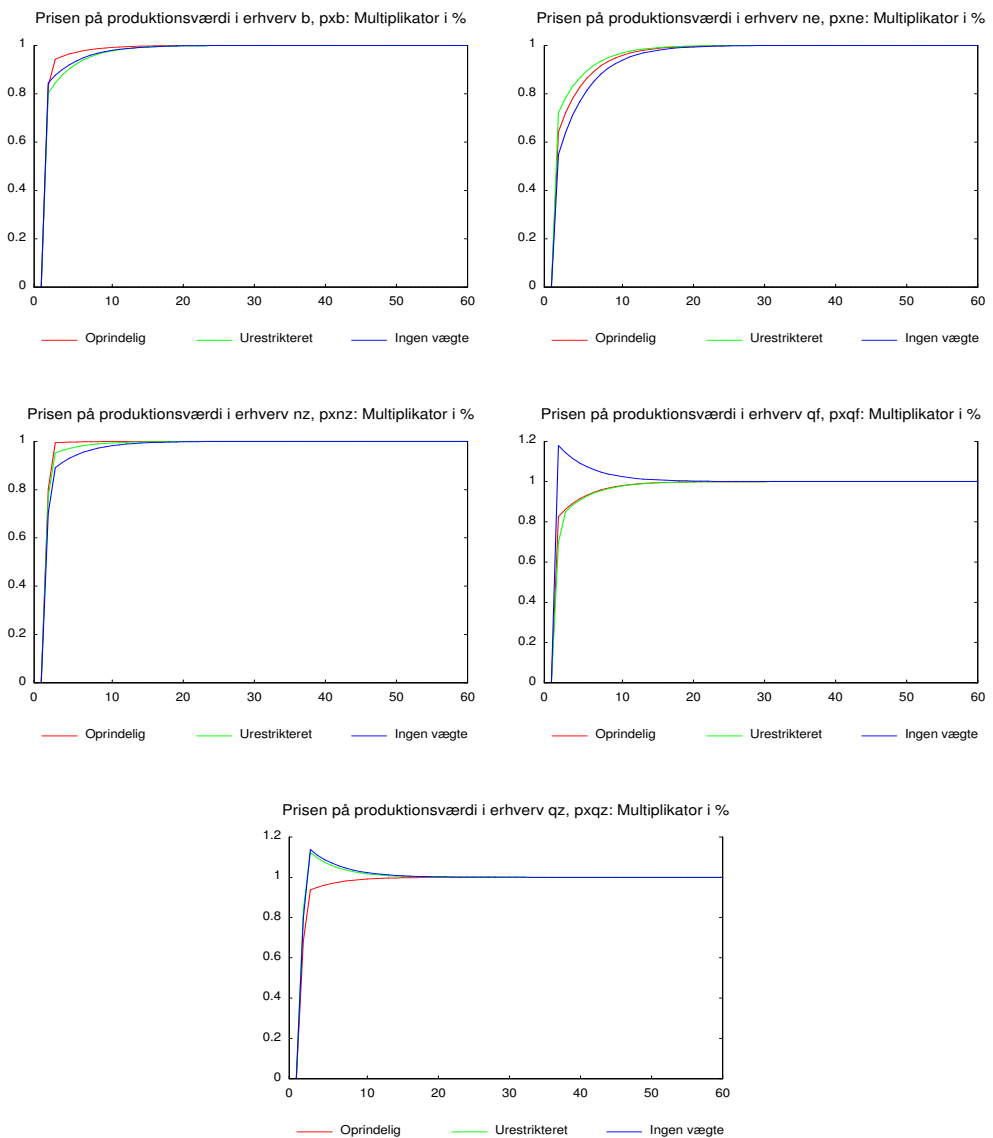 Prisen på produktionsværdi i erhverv b, pxb: Multiplikator i %
1
0.8
0.6
0.4
0.2
0
0 10 20 30 40 50 60
Oprindelig Urestrikteret Ingen vægte
Prisen på produktionsværdi i erhverv ne, pxne: Multiplikator i %
1
0.8
0.6
0.4
0.2
0
0 10 20 30 40 50 60
Oprindelig Urestrikteret Ingen vægte
Prisen på produktionsværdi i erhverv nz, pxnz: Multiplikator i %
1
0.8
0.6
0.4
0.2
0
0 10 20 30 40 50 60
Oprindelig Urestrikteret Ingen vægte
Prisen på produktionsværdi i erhverv qf, pxqf: Multiplikator i %
1.2
1
0.8
0.6
0.4
0.2
0
0 10 20 30 40 50 60
Oprindelig Urestrikteret Ingen vægte
Prisen på produktionsværdi i erhverv qz, pxqz: Multiplikator i %
1.2
1
0.8
0.6
0.4
0.2
0
0 10 20 30 40 50 60
Oprindelig Urestrikteret Ingen vægte